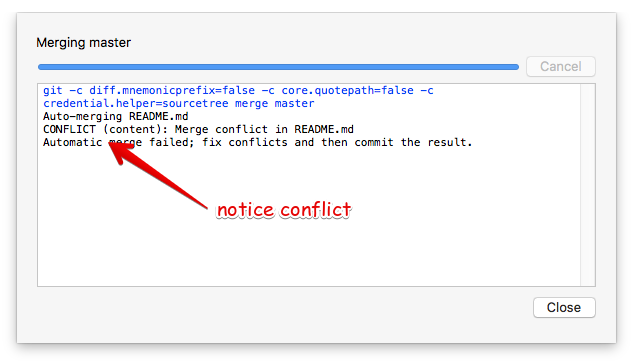 Merging master
Cancel
git -c diff.mnemonicprefix=false -c core.quotepath=false -c
credential.helper=sourcetree merge master
Auto-merging README.md
CONFLICT (content): Merge conflict in README.md
Automatic merge failed; fix conflicts and then commit the result.
notice conflict
Close